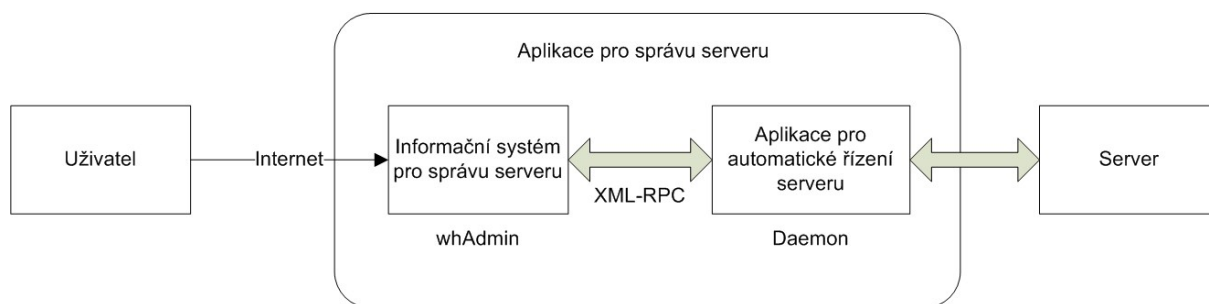 Aplikace pro správu serveru
Uživatel
Internet
Informační systém
pro správu serveru
XML-RPC
Aplikace pro
automatické řízení
serveru
Server
whAdmin
Daemon